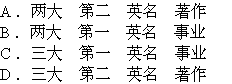 A．两大　第二　英名　著作
B．两大　第一　英名　事业
C．三大　第一　英名　事业
D．三大　第二　英名　著作